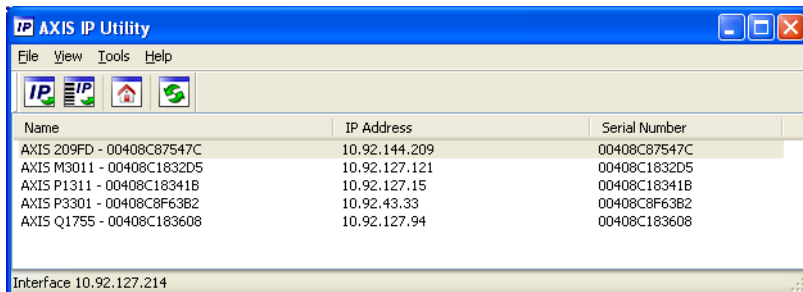 IP AXIS IP Utility
File View Tools Help
IP IP
Name IP Address Serial Number
AXIS 209FD - 00408C87547C 10.92.144.209 00408C87547C
AXIS M3011 - 00408C1832D5 10.92.127.121 00408C1832D5
AXIS P1311 - 00408C18341B 10.92.127.15 00408C18341B
AXIS P3301 - 00408C8F63B2 10.92.43.33 00408C8F63B2
AXIS Q1755 - 00408C183608 10.92.127.94 00408C183608
Interface 10.92.127.214